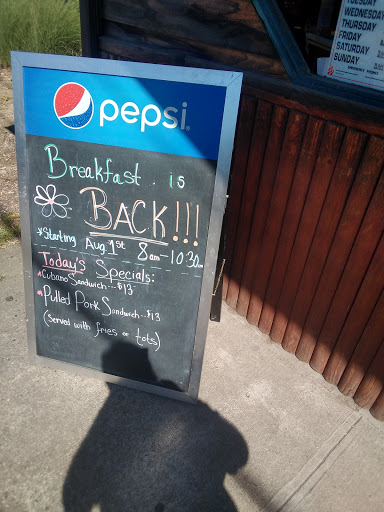 TUESDAY
WEDNESDAY
THURSDAY
FRIDAY
SATURDAY
SUNDAY
pepsi
Breakfast is
BACK!!!
*Starting Aug. 1st 8am-10:30am
Today's Specials:
Cubano Sandwich---$13
Pulled Pork Sandwich--$13
(Served with fries or tots)